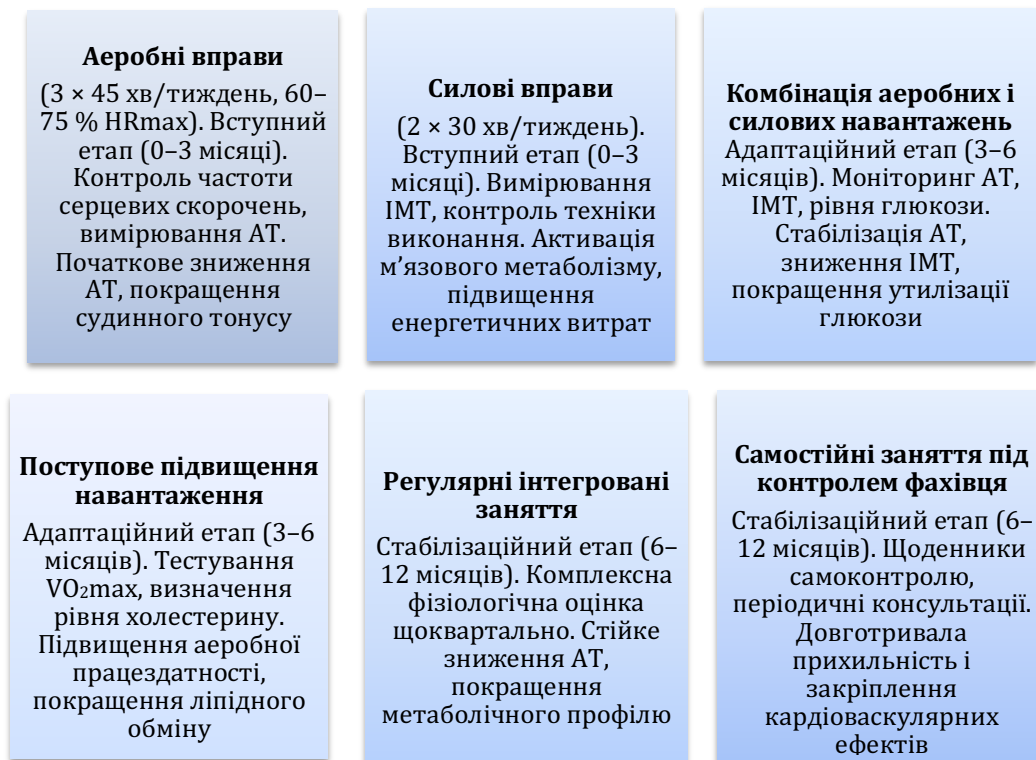 Аеробні вправи
(3 × 45 хв/тиждень, 60–
75 % HRmax). Вступний
етап (0–3 місяці).
Контроль частоти
серцевих скорочень,
вимірювання АТ.
Початкове зниження
АТ, покращення
судинного тонусу
Силові вправи
(2 × 30 хв/тиждень).
Вступний етап (0–3
місяці). Вимірювання
ІМТ, контроль техніки
виконання. Активація
м’язового метаболізму,
підвищення
енергетичних витрат
Комбінація аеробних і
силових навантажень
Адаптаційний етап (3–6
місяців). Моніторинг АТ,
ІМТ, рівня глюкози.
Стабілізація АТ,
зниження ІМТ,
покращення утилізації
глюкози
Поступове підвищення
навантаження
Адаптаційний етап (3–6
місяців). Тестування
VO₂max, визначення
рівня холестерину.
Підвищення аеробної
працездатності,
покращення ліпідного
обміну
Регулярні інтегровані
заняття
Стабілізаційний етап (6–
12 місяців). Комплексна
фізіологічна оцінка
щоквартально. Стійке
зниження АТ,
покращення
метаболічного профілю
Самостійні заняття під
контролем фахівця
Стабілізаційний етап (6–
12 місяців). Щоденники
самоконтролю,
періодичні консультації.
Довготривала
прихильність і
закріплення
кардіоваскулярних
ефектів